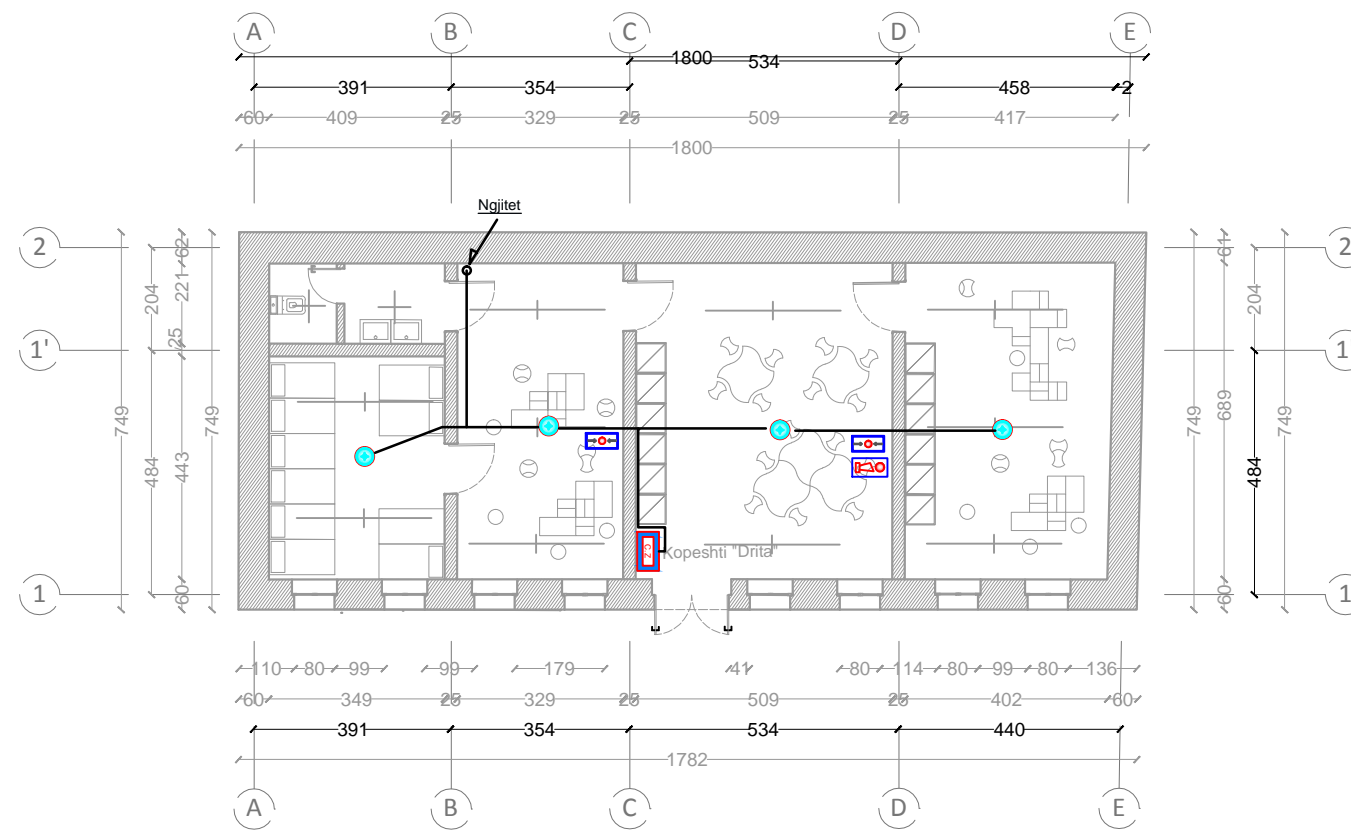 A B C D E
1800 534
391 354 458 2
60 409 25 329 25 509 25 417
1800
Ngjitet
2 62 61 2
749 204 221 749 749 689 204 749
1' 25 1
484 443 484
C.Z
Kopeshti "Drita"
1 60 60 1
110 80 99 99 179 41 80 114 80 99 80 136
60 349 25 329 25 509 25 402 60
391 354 534 440
1782
A B C D E